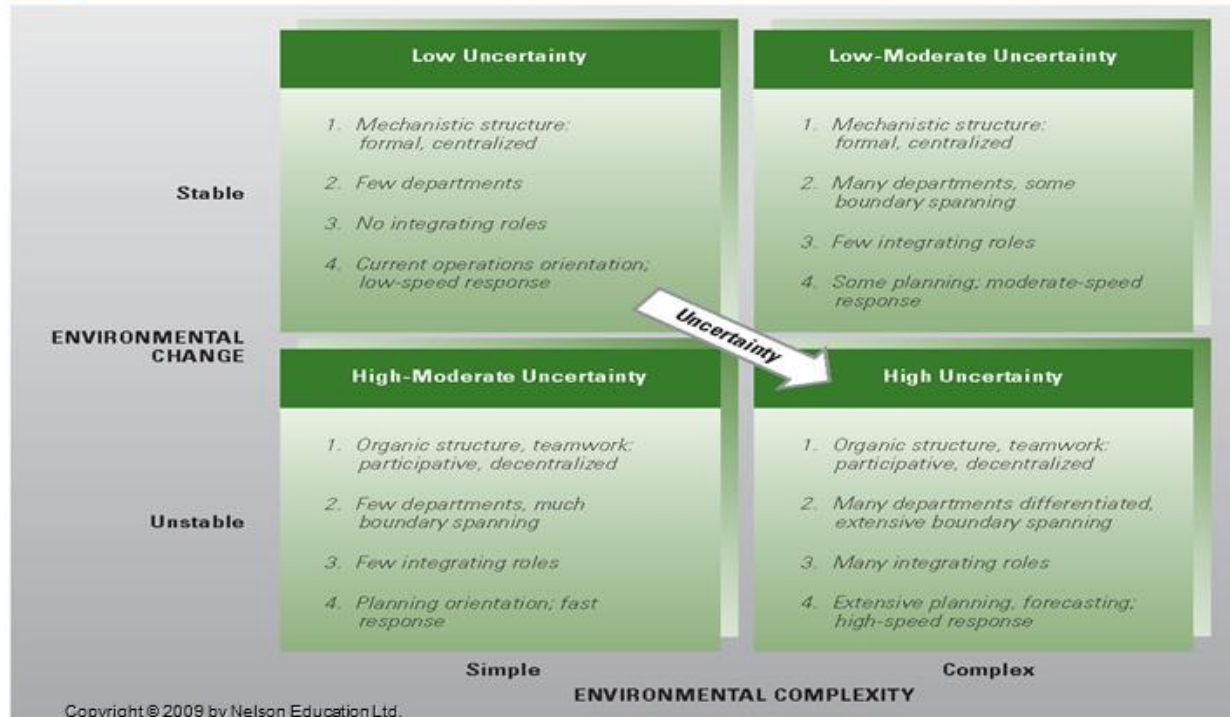 Low Uncertainty
1. Mechanistic structure:
formal, centralized
2. Few departments
3. No integrating roles
4. Current operations orientation;
low-speed response
Low-Moderate Uncertainty
1. Mechanistic structure:
formal, centralized
2. Many departments, some
boundary spanning
3. Few integrating roles
4. Some planning; moderate-speed
response
Stable
ENVIRONMENTAL
CHANGE
Uncertainty
High-Moderate Uncertainty
1. Organic structure, teamwork:
participative, decentralized
2. Few departments, much
boundary spanning
3. Few integrating roles
4. Planning orientation; fast
response
High Uncertainty
1. Organic structure, teamwork:
participative, decentralized
2. Many departments differentiated,
extensive boundary spanning
3. Many integrating roles
4. Extensive planning, forecasting;
high-speed response
Unstable
Simple
Complex
ENVIRONMENTAL COMPLEXITY
Copyright © 2009 by Nelson Education Ltd.